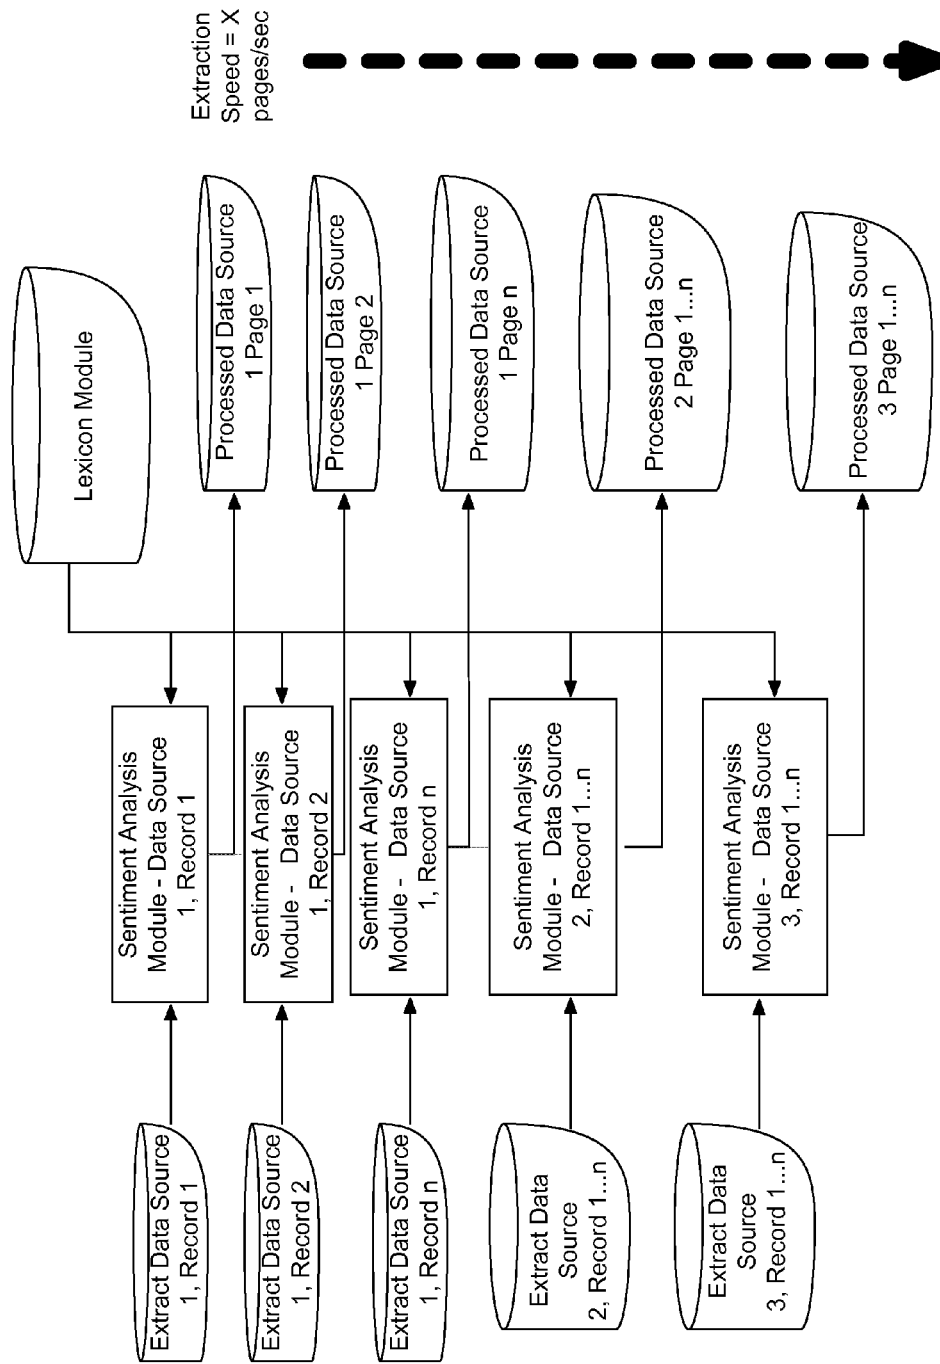 Extraction
Speed = X
pages/sec
Lexicon Module
Processed Data Source
1 Page 1
Processed Data Source
1 Page 2
Processed Data Source
1 Page n
Processed Data Source
2 Page 1...n
Processed Data Source
3 Page 1...n
Sentiment Analysis
Module - Data Source
1, Record 1
Sentiment Analysis
Module - Data Source
1, Record 2
Sentiment Analysis
Module - Data Source
1, Record n
Sentiment Analysis
Module - Data Source
2, Record 1...n
Sentiment Analysis
Module - Data Source
3, Record 1...n
Extract Data Source
1, Record 1
Extract Data Source
1, Record 2
Extract Data Source
1, Record n
Extract Data
Source
2, Record 1...n
Extract Data
Source
3, Record 1...n